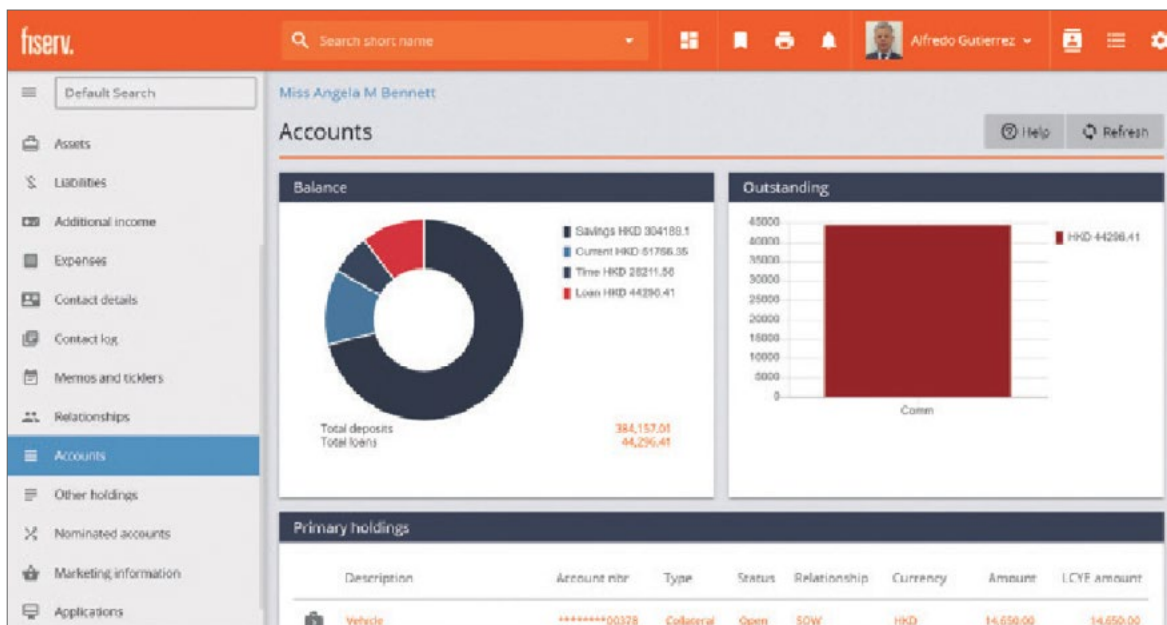 fiserv.
Search short name
Alfredo Gutierrez
Default Search
Assets
Liabilities
Additional income
Expenses
Contact details
Contact log
Memos and ticklers
Relationships
Accounts
Other holdings
Nominated accounts
Marketing information
Applications
Miss Angela M Bennett
Accounts
Help
Refresh
Balance
Savings HKD 304189.1
Current HKD 51766.35
Time HKD 28211.56
Loan HKD 44296.41
Total deposits 384,157.01
Total loans 44,296.41
Outstanding
45000
40000
35000
30000
25000
20000
15000
10000
5000
0
Comm
HKD 44296.41
Primary holdings
Description Account nbr Type Status Relationship Currency Amount LCYE amount
Vehicle ********00378 Collateral Open SOW HKD 14,650.00 14,650.00